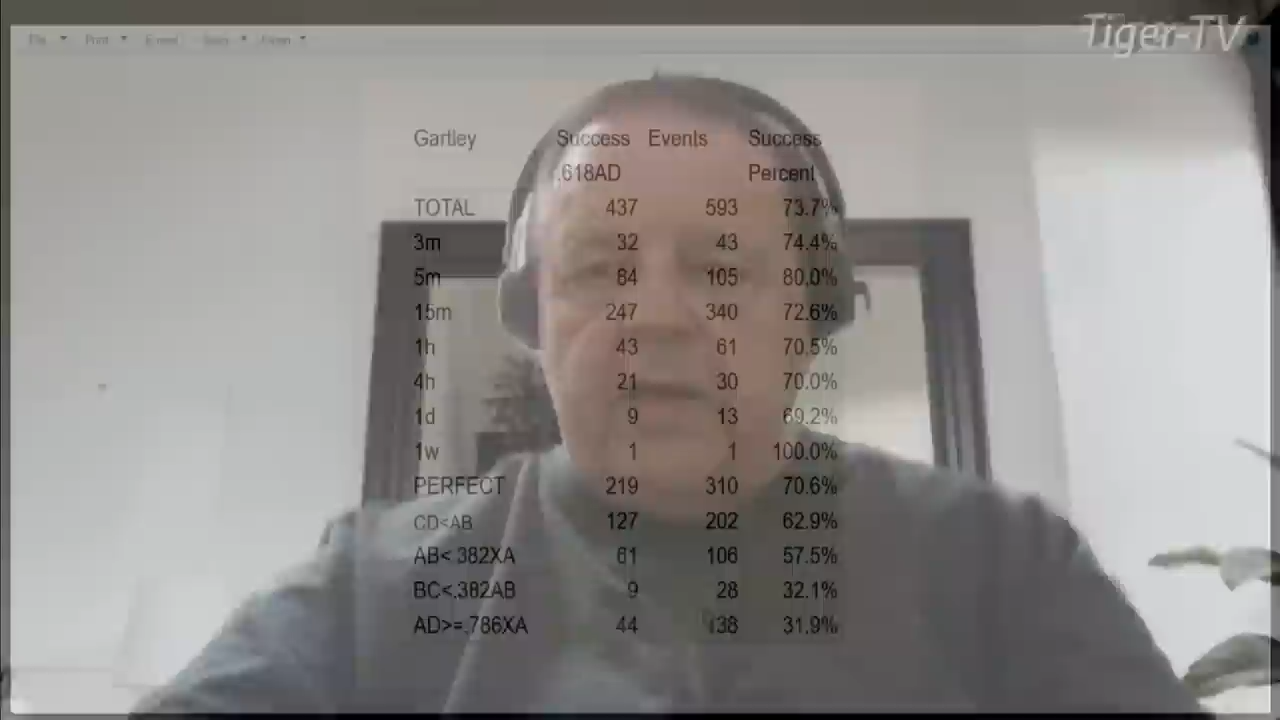 Tiger-TV
File Print E-mail Open
Gartley Success Events Success
.618AD Percent
TOTAL 437 593 73.7%
3m 32 43 74.4%
5m 84 105 80.0%
15m 247 340 72.6%
1h 43 61 70.5%
4h 21 30 70.0%
1d 9 13 69.2%
1w 1 1 100.0%
PERFECT 219 310 70.6%
CD<AB 127 202 62.9%
AB<.382XA 61 106 57.5%
BC<.382AB 9 28 32.1%
AD>=.786XA 44 138 31.9%